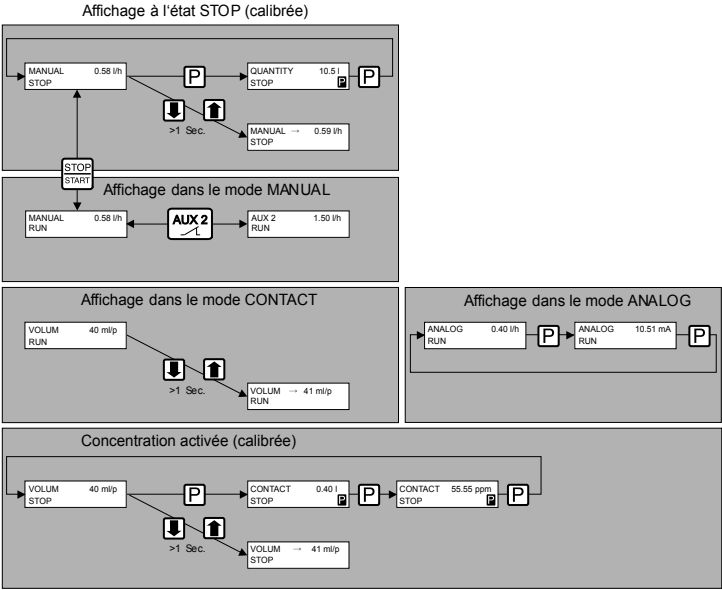 Affichage à l'état STOP (calibrée)
MANUAL 0.58 l/h
STOP
P
QUANTITY 10.5 l
STOP P
P
>1 Sec.
MANUAL → 0.59 l/h
STOP
STOP
START
Affichage dans le mode MANUAL
MANUAL 0.58 l/h
RUN
AUX 2
AUX 2 1.50 l/h
RUN
Affichage dans le mode CONTACT
VOLUM 40 ml/p
RUN
>1 Sec.
VOLUM → 41 ml/p
RUN
Affichage dans le mode ANALOG
ANALOG 0.40 l/h
RUN
P
ANALOG 10.51 mA
RUN
P
Concentration activée (calibrée)
VOLUM 40 ml/p
STOP
P
CONTACT 0.40 l
STOP P
P
CONTACT 55.55 ppm
STOP P
P
>1 Sec.
VOLUM → 41 ml/p
STOP